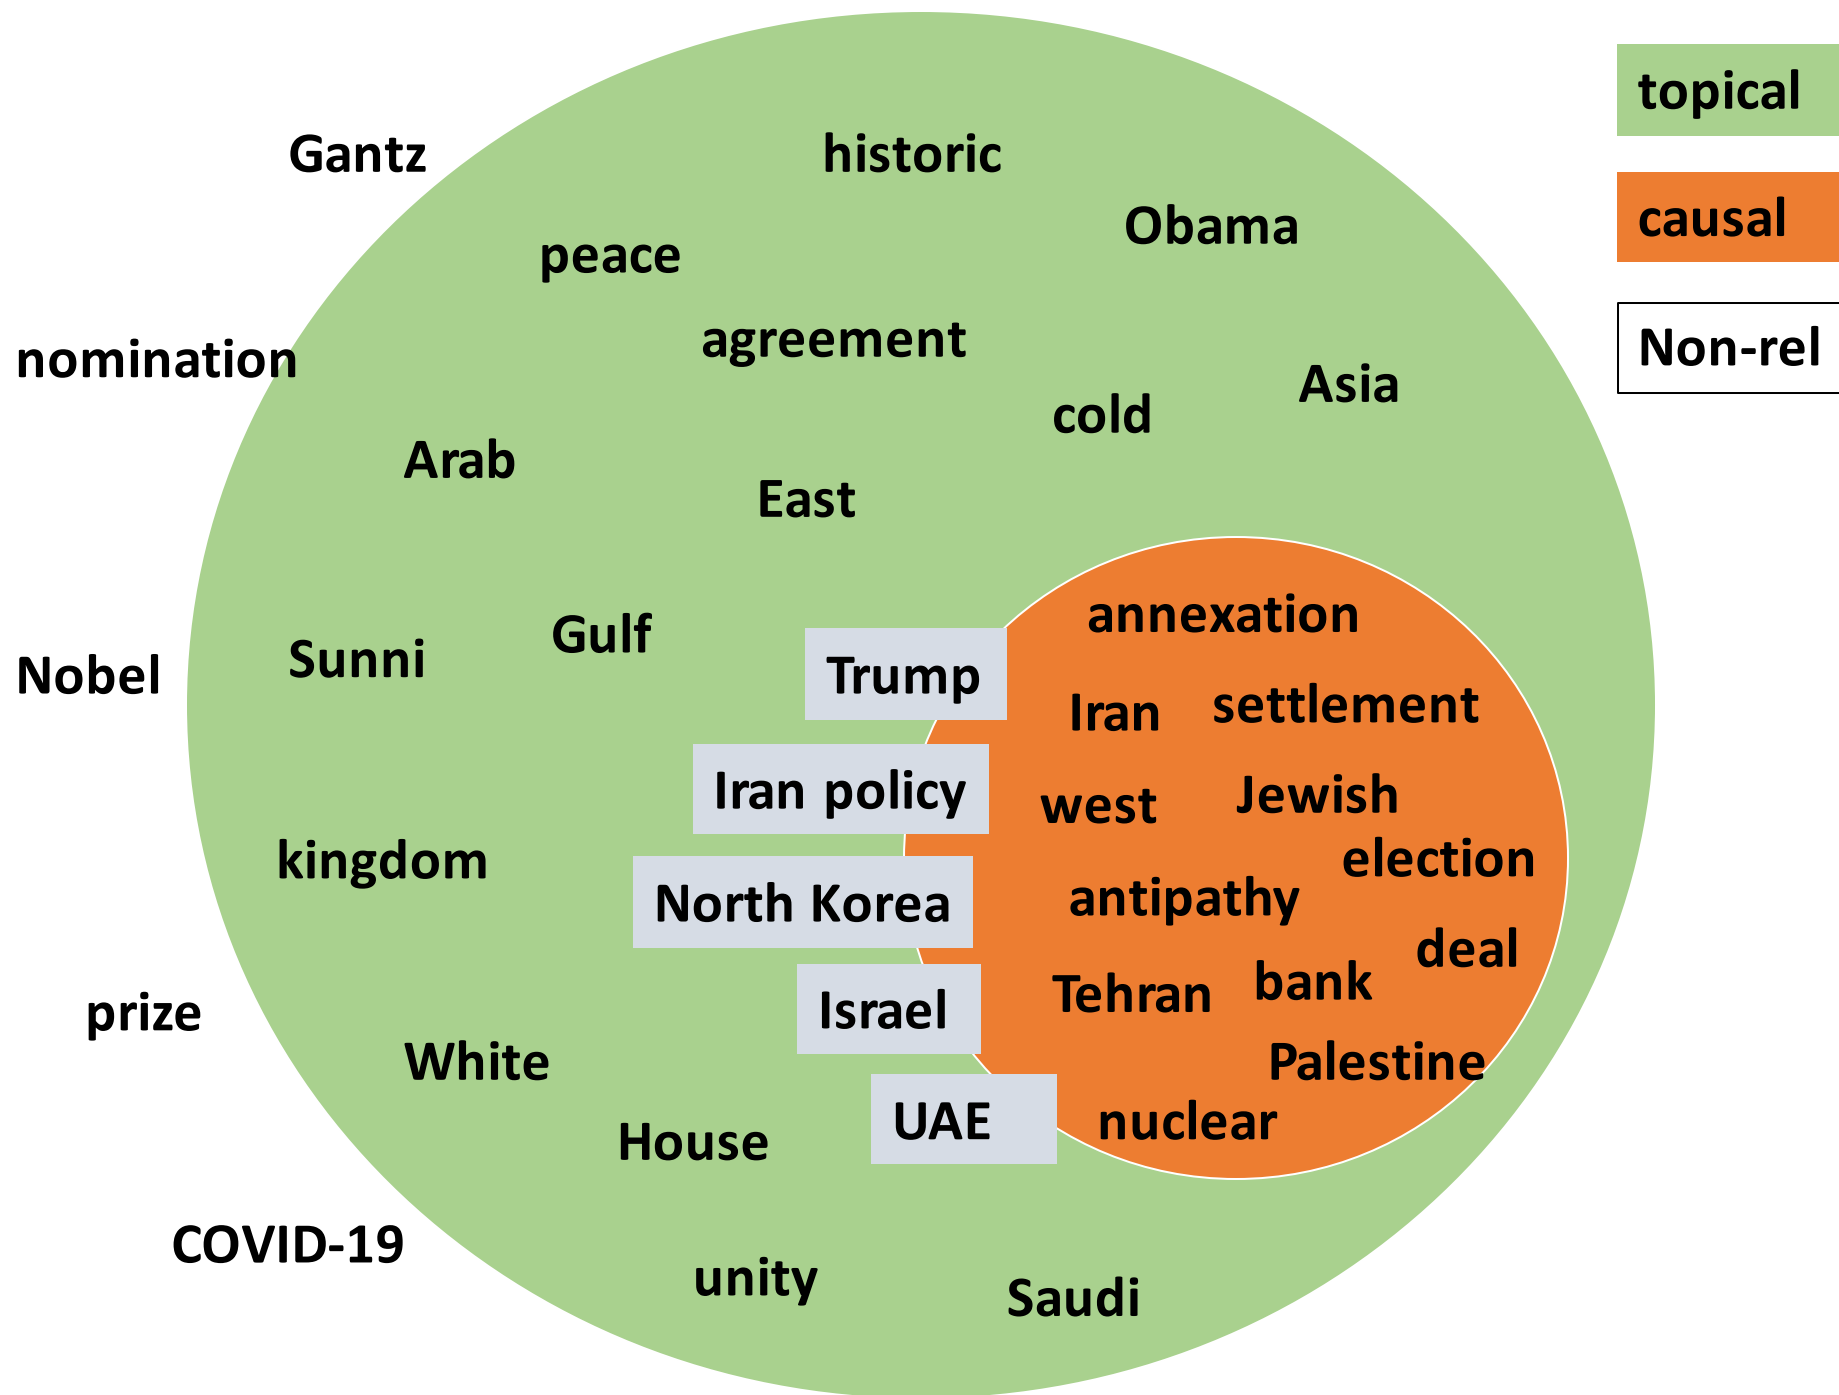 topical
causal
Non-rel
Gantz
historic
Obama
peace
agreement
nomination
Asia
cold
Arab
East
annexation
Gulf
Sunni
Nobel
Trump
Iran
settlement
Iran policy
west
Jewish
kingdom
election
North Korea
antipathy
deal
bank
Tehran
Israel
prize
White
Palestine
House
UAE
nuclear
COVID-19
unity
Saudi